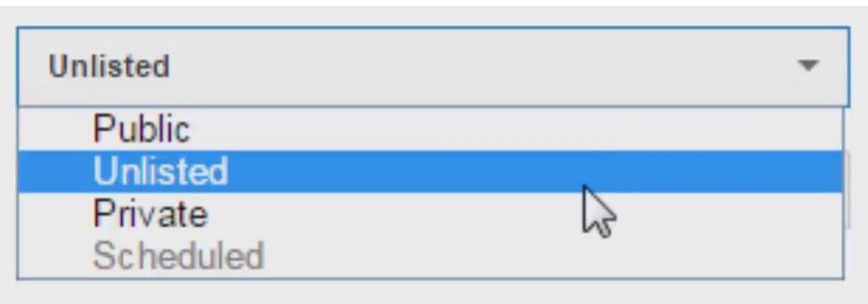 Unlisted
Public
Unlisted
Private
Scheduled